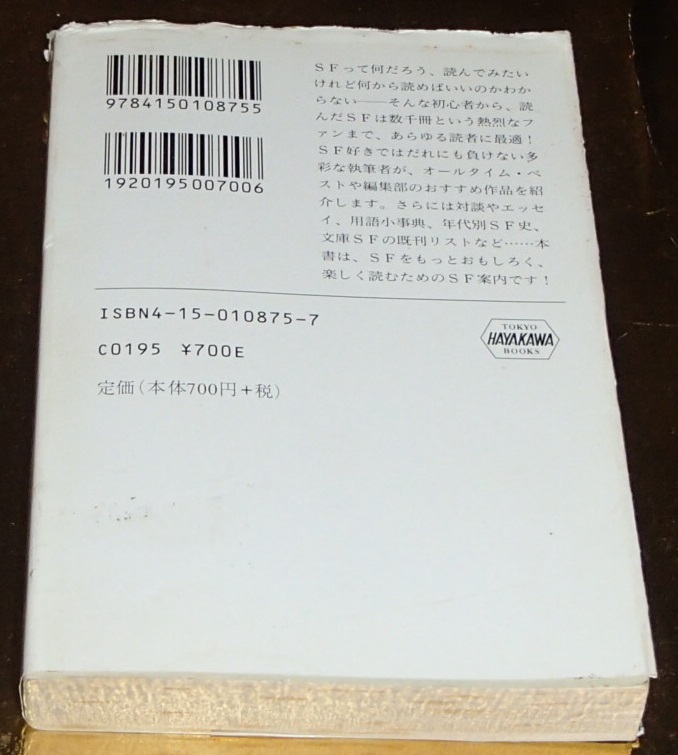 9784150108755
1920195007006
SFって何だろう、読んでみたい
けれど何から読めばいいのかわか
らない――そんな初心者から、読
んだSFは数千冊という熱烈なフ
ァンまで、あらゆる読者に最適！
SF好きではだれにも負けない多
彩な執筆者が、オールタイム・ベ
ストや編集部のおすすめ作品を紹
介します。さらには対談やエッセ
イ、用語小事典、年代別SF史、
文庫SFの既刊リストなど……本
書は、SFをもっとおもしろく、
楽しく読むためのSF案内です！
ISBN4-15-010875-7
C0195 ¥700E
定価（本体700円+税）
TOKYO
HAYAKAWA
BOOKS